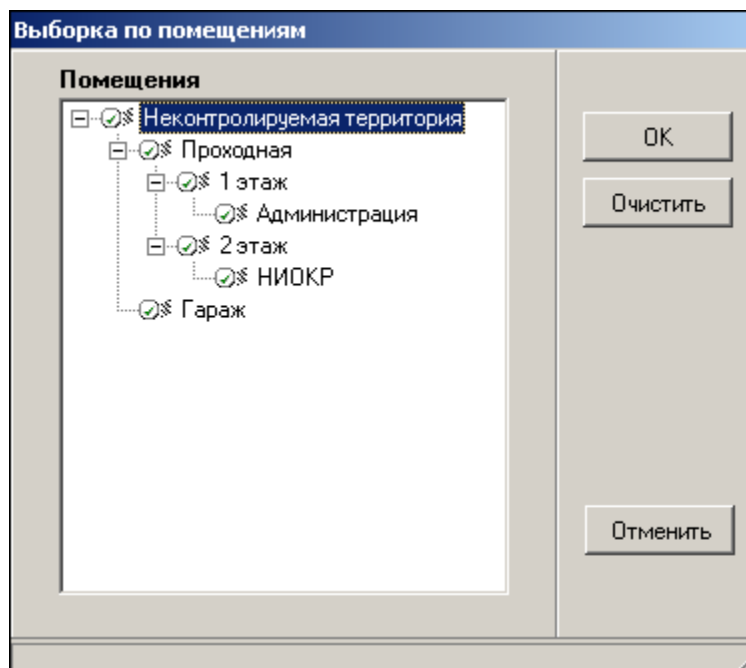 Выборка по помещениям
Помещения
Неконтролируемая территория
Проходная
1 этаж
Администрация
2 этаж
НИОКР
Гараж
OK
Очистить
Отменить